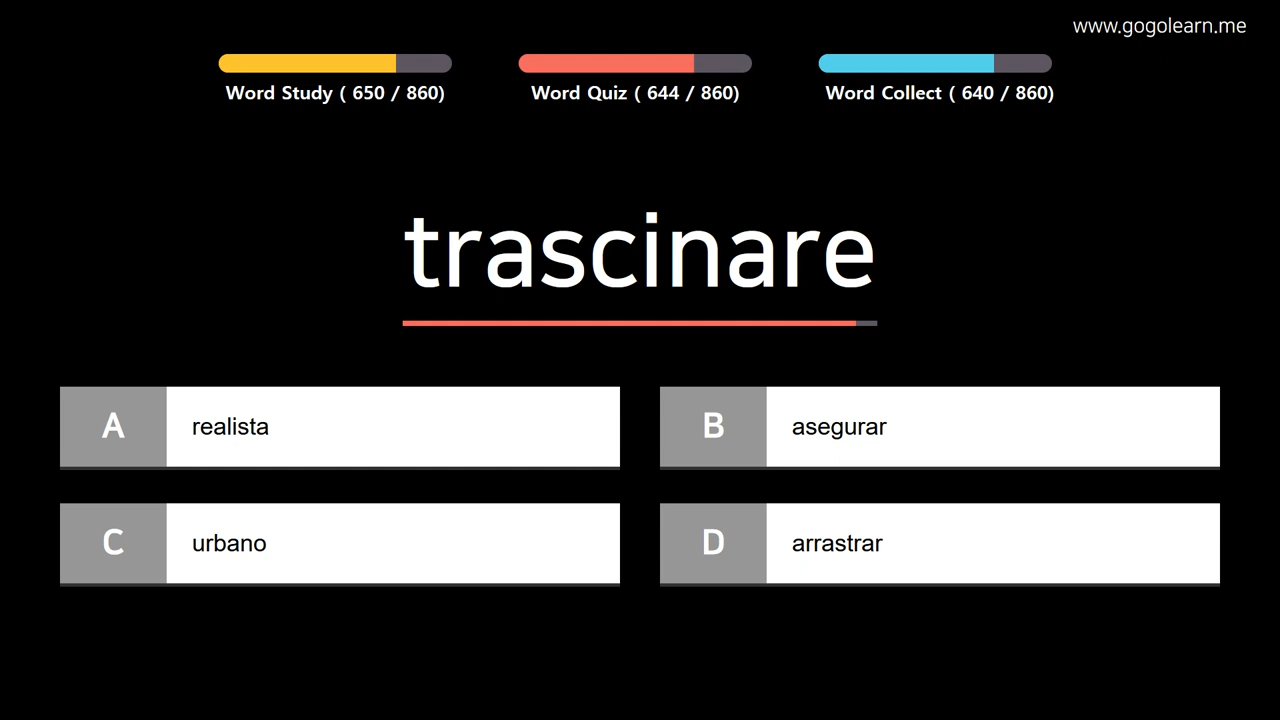 www.gogolearn.me
Word Study ( 650 / 860)
Word Quiz ( 644 / 860)
Word Collect ( 640 / 860)
trascinare
A realista
B asegurar
C urbano
D arrastrar